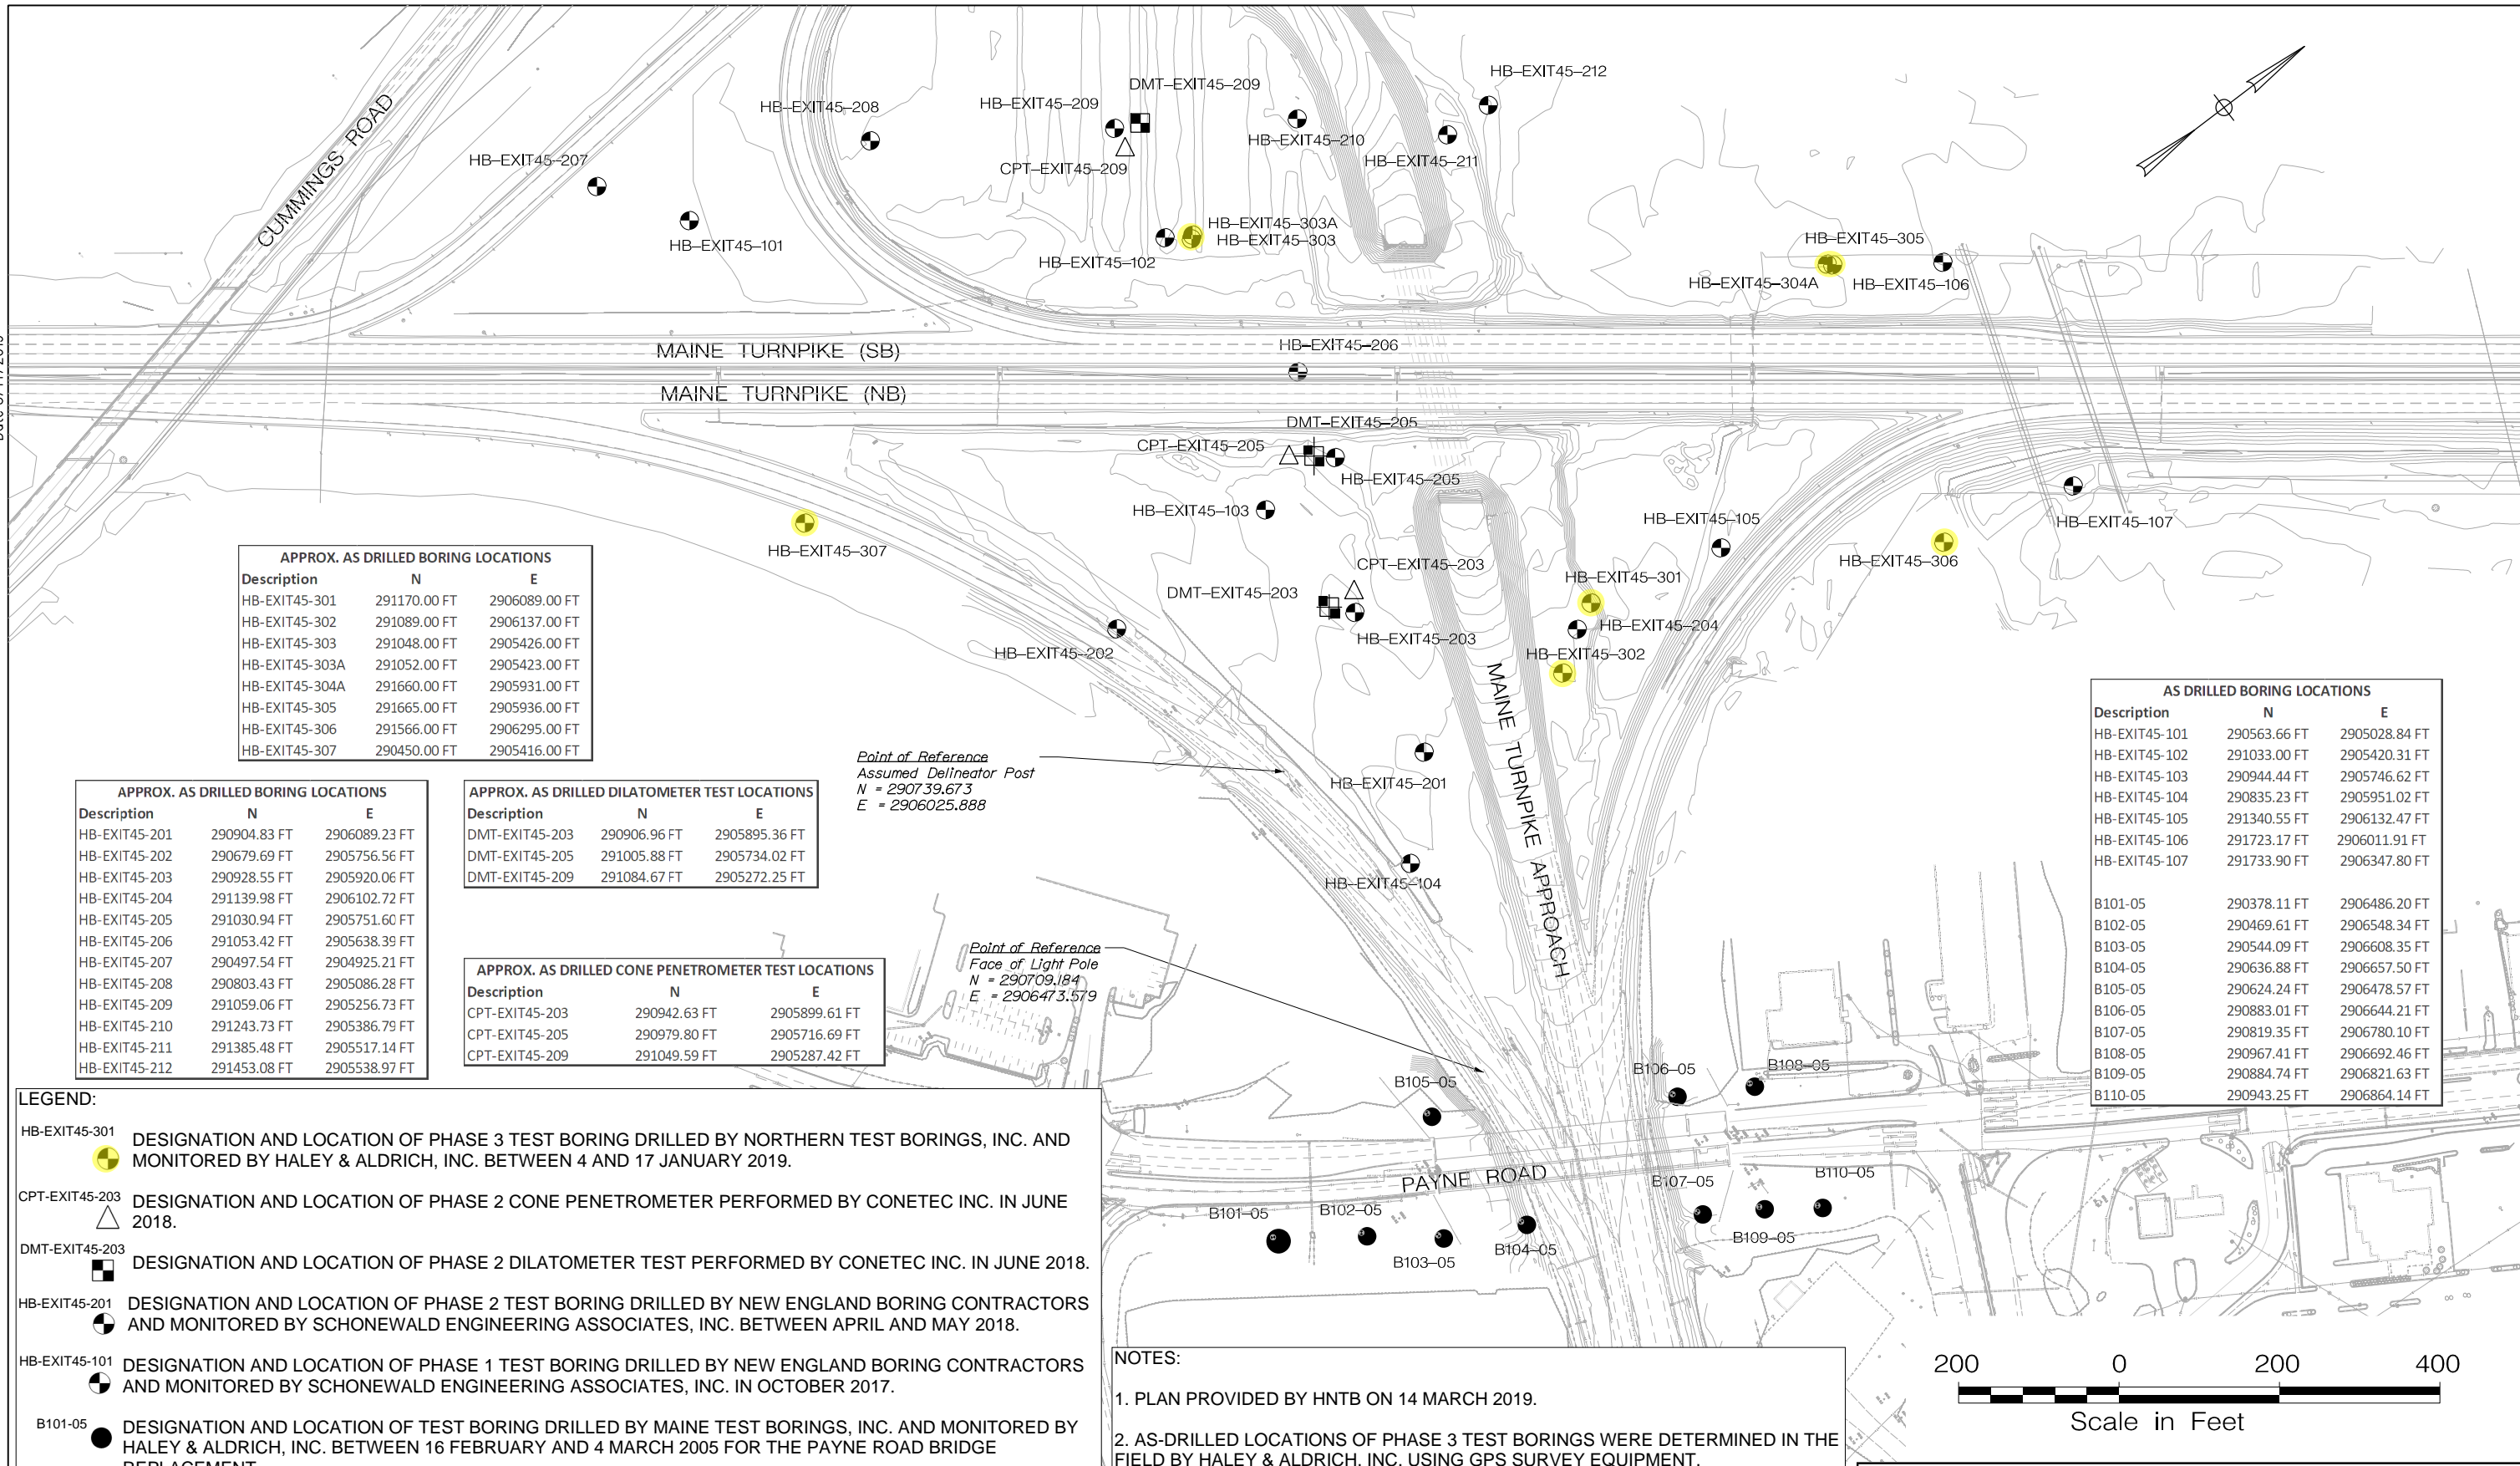 HB-EXIT45-212
DMT-EXIT45-209
HB-EXIT45-209
HB-EXIT45-208
CUMMINGS ROAD
HB-EXIT45-207
HB-EXIT45-210
HB-EXIT45-211
CPT-EXIT45-209
HB-EXIT45-101
HB-EXIT45-303A
HB-EXIT45-303
HB-EXIT45-102
HB-EXIT45-305
HB-EXIT45-304A
HB-EXIT45-106
MAINE TURNPIKE (SB)
HB-EXIT45-206
MAINE TURNPIKE (NB)
DMT-EXIT45-205
CPT-EXIT45-205
HB-EXIT45-205
HB-EXIT45-103
HB-EXIT45-105
HB-EXIT45-107
HB-EXIT45-307
HB-EXIT45-306
CPT-EXIT45-203
HB-EXIT45-301
DMT-EXIT45-203
HB-EXIT45-204
HB-EXIT45-203
HB-EXIT45-202
HB-EXIT45-302
MAINE TURNPIKE APPROACH
HB-EXIT45-201
HB-EXIT45-104
APPROX. AS DRILLED BORING LOCATIONS
Description N E
HB-EXIT45-301 291170.00 FT 2906089.00 FT
HB-EXIT45-302 291089.00 FT 2906137.00 FT
HB-EXIT45-303 291048.00 FT 2905426.00 FT
HB-EXIT45-303A 291052.00 FT 2905423.00 FT
HB-EXIT45-304A 291660.00 FT 2905931.00 FT
HB-EXIT45-305 291665.00 FT 2905936.00 FT
HB-EXIT45-306 291566.00 FT 2906295.00 FT
HB-EXIT45-307 290450.00 FT 2905416.00 FT
APPROX. AS DRILLED BORING LOCATIONS
Description N E
HB-EXIT45-201 290904.83 FT 2906089.23 FT
HB-EXIT45-202 290679.69 FT 2905756.56 FT
HB-EXIT45-203 290928.55 FT 2905920.06 FT
HB-EXIT45-204 291139.98 FT 2906102.72 FT
HB-EXIT45-205 291030.94 FT 2905751.60 FT
HB-EXIT45-206 291053.42 FT 2905638.39 FT
HB-EXIT45-207 290497.54 FT 2904925.21 FT
HB-EXIT45-208 290803.43 FT 2905086.28 FT
HB-EXIT45-209 291059.06 FT 2905256.73 FT
HB-EXIT45-210 291243.73 FT 2905386.79 FT
HB-EXIT45-211 291385.48 FT 2905517.14 FT
HB-EXIT45-212 291453.08 FT 2905538.97 FT
APPROX. AS DRILLED DILATOMETER TEST LOCATIONS
Description N E
DMT-EXIT45-203 290906.96 FT 2905895.36 FT
DMT-EXIT45-205 291005.88 FT 2905734.02 FT
DMT-EXIT45-209 291084.67 FT 2905272.25 FT
APPROX. AS DRILLED CONE PENETROMETER TEST LOCATIONS
Description N E
CPT-EXIT45-203 290942.63 FT 2905899.61 FT
CPT-EXIT45-205 290979.80 FT 2905716.69 FT
CPT-EXIT45-209 291049.59 FT 2905287.42 FT
Point of Reference
Assumed Delineator Post
N = 290739.673
E = 2906025.888
Point of Reference
Face of Light Pole
N = 290709.184
E = 2906473.579
AS DRILLED BORING LOCATIONS
Description N E
HB-EXIT45-101 290563.66 FT 2905028.84 FT
HB-EXIT45-102 291033.00 FT 2905420.31 FT
HB-EXIT45-103 290944.44 FT 2905746.62 FT
HB-EXIT45-104 290835.23 FT 2905951.02 FT
HB-EXIT45-105 291340.55 FT 2906132.47 FT
HB-EXIT45-106 291723.17 FT 2906011.91 FT
HB-EXIT45-107 291733.90 FT 2906347.80 FT
B101-05 290378.11 FT 2906486.20 FT
B102-05 290469.61 FT 2906548.34 FT
B103-05 290544.09 FT 2906608.35 FT
B104-05 290636.88 FT 2906657.50 FT
B105-05 290624.24 FT 2906478.57 FT
B106-05 290883.01 FT 2906644.21 FT
B107-05 290819.35 FT 2906780.10 FT
B108-05 290967.41 FT 2906692.46 FT
B109-05 290884.74 FT 2906821.63 FT
B110-05 290943.25 FT 2906864.14 FT
B105-05
B106-05
B108-05
PAYNE ROAD
B107-05
B110-05
B101-05
B102-05
B103-05
B104-05
B109-05
LEGEND:
HB-EXIT45-301
DESIGNATION AND LOCATION OF PHASE 3 TEST BORING DRILLED BY NORTHERN TEST BORINGS, INC. AND
MONITORED BY HALEY & ALDRICH, INC. BETWEEN 4 AND 17 JANUARY 2019.
CPT-EXIT45-203
DESIGNATION AND LOCATION OF PHASE 2 CONE PENETROMETER PERFORMED BY CONETEC INC. IN JUNE
2018.
DMT-EXIT45-203
DESIGNATION AND LOCATION OF PHASE 2 DILATOMETER TEST PERFORMED BY CONETEC INC. IN JUNE 2018.
HB-EXIT45-201
DESIGNATION AND LOCATION OF PHASE 2 TEST BORING DRILLED BY NEW ENGLAND BORING CONTRACTORS
AND MONITORED BY SCHONEWALD ENGINEERING ASSOCIATES, INC. BETWEEN APRIL AND MAY 2018.
HB-EXIT45-101
DESIGNATION AND LOCATION OF PHASE 1 TEST BORING DRILLED BY NEW ENGLAND BORING CONTRACTORS
AND MONITORED BY SCHONEWALD ENGINEERING ASSOCIATES, INC. IN OCTOBER 2017.
B101-05
DESIGNATION AND LOCATION OF TEST BORING DRILLED BY MAINE TEST BORINGS, INC. AND MONITORED BY
HALEY & ALDRICH, INC. BETWEEN 16 FEBRUARY AND 4 MARCH 2005 FOR THE PAYNE ROAD BRIDGE
NOTES:
1. PLAN PROVIDED BY HNTB ON 14 MARCH 2019.
2. AS-DRILLED LOCATIONS OF PHASE 3 TEST BORINGS WERE DETERMINED IN THE
FIELD BY HALEY & ALDRICH, INC. USING GPS SURVEY EQUIPMENT.
200 0 200 400
Scale in Feet